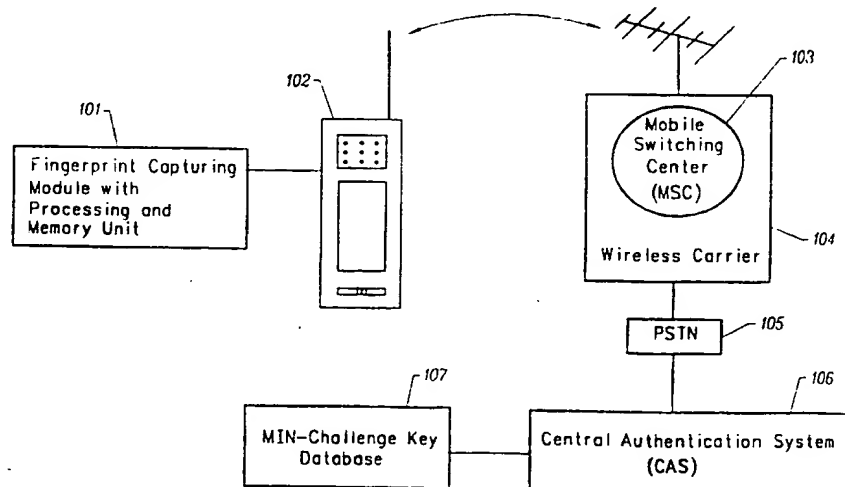 103
102
101
Mobile
Switching
Center
(MSC)
Fingerprint Capturing
Module with
Processing and
Memory Unit
104
Wireless Carrier
PSTN
105
106
107
MIN-Challenge Key
Database
Central Authentication System
(CAS)